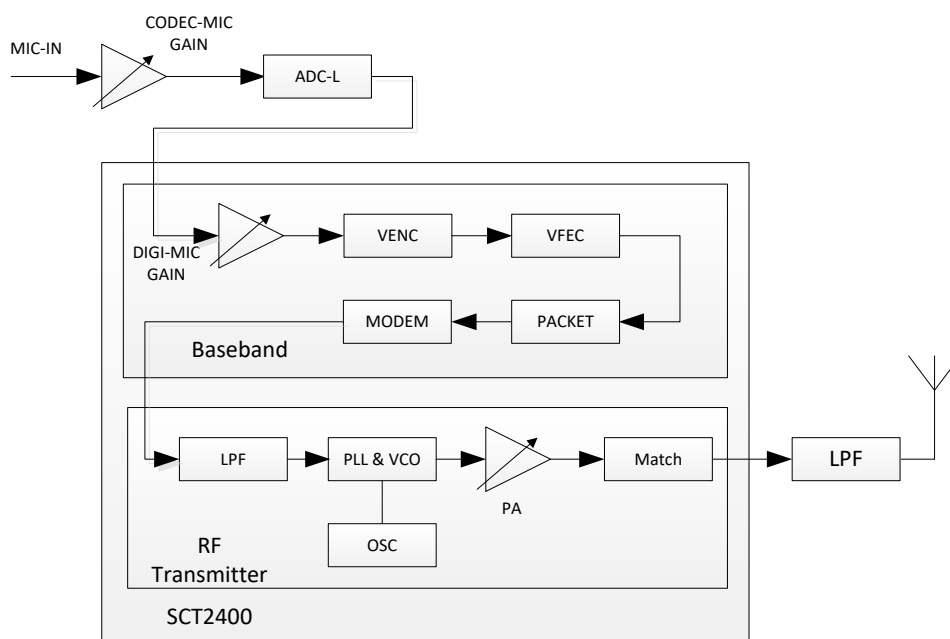 CODEC-MIC
GAIN
MIC-IN
ADC-L
DIGI-MIC
GAIN
VENC
VFEC
MODEM
PACKET
Baseband
LPF
PLL & VCO
PA
Match
LPF
OSC
RF
Transmitter
SCT2400